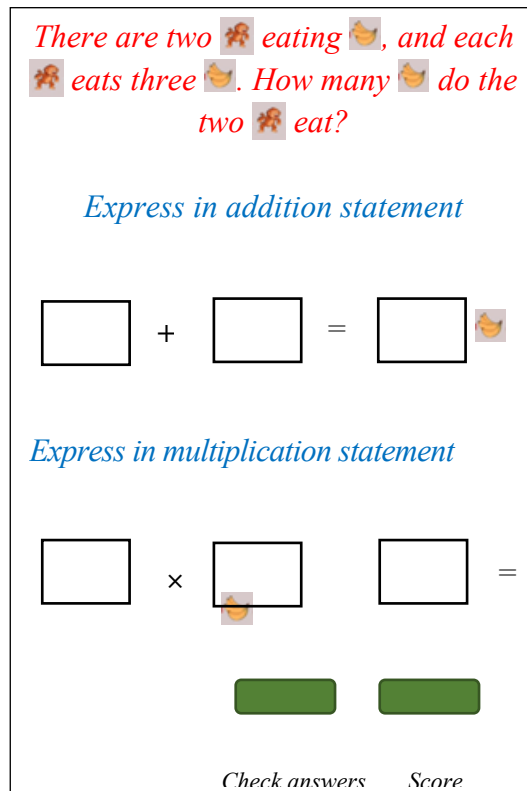 There are two eating , and each
eats three . How many do the
two eat?
Express in addition statement
+ =
Express in multiplication statement
× =
Check answers Score